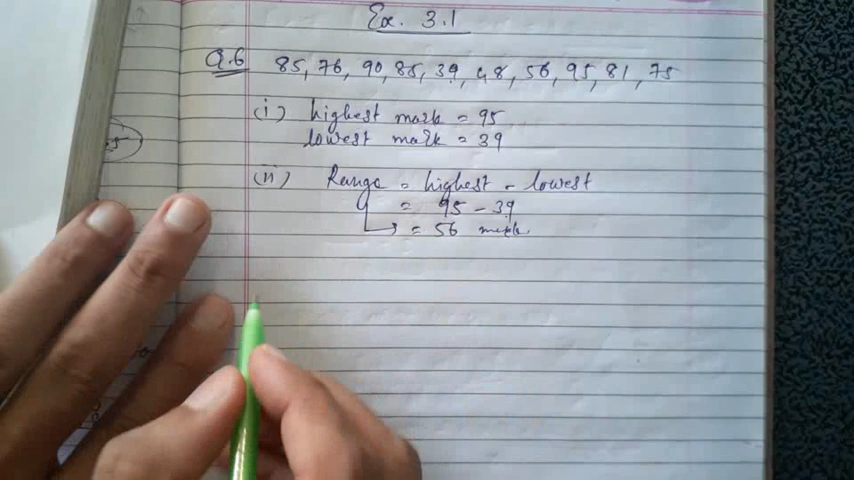 Ex. 3.1
Q.6 85, 76, 90, 85, 39, 48, 56, 95, 81, 75
(i) highest mark = 95
lowest mark = 39
(ii) Range = highest - lowest
= 95 - 39
= 56 marks